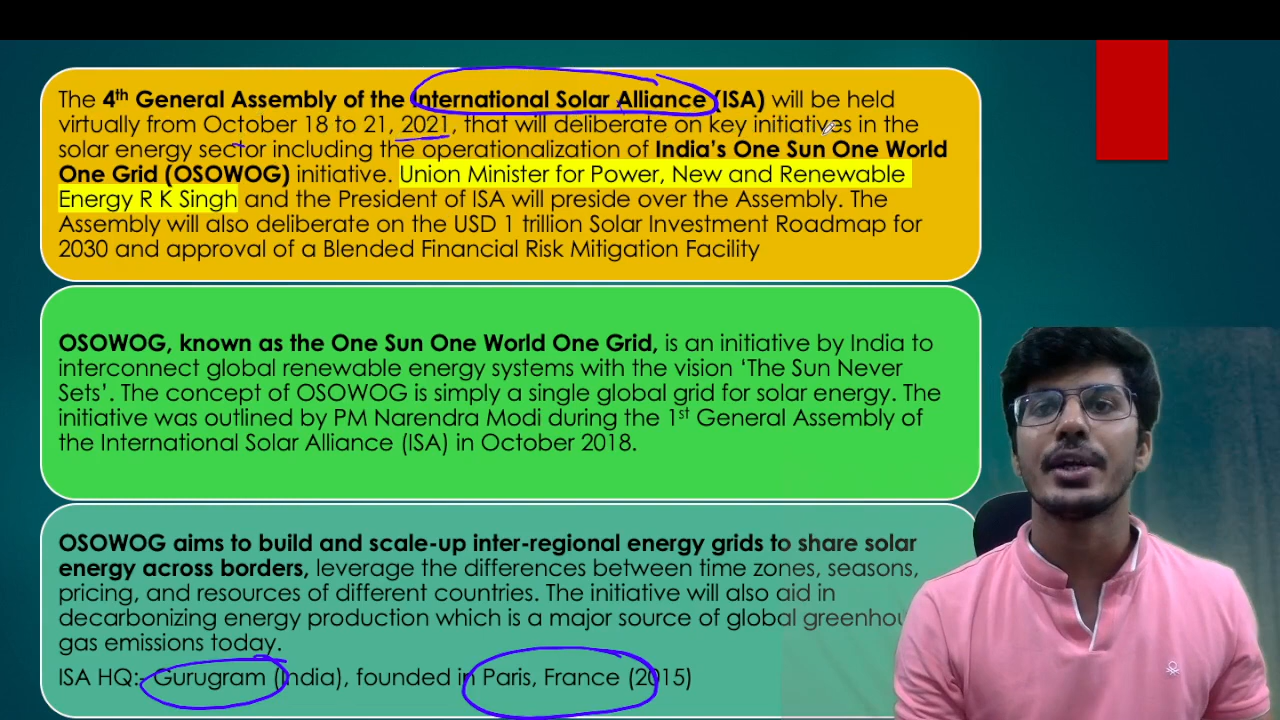 The 4th General Assembly of the International Solar Alliance (ISA) will be held
virtually from October 18 to 21, 2021, that will deliberate on key initiatives in the
solar energy sector including the operationalization of India's One Sun One World
One Grid (OSOWOG) initiative. Union Minister for Power, New and Renewable
Energy R K Singh and the President of ISA will preside over the Assembly. The
Assembly will also deliberate on the USD 1 trillion Solar Investment Roadmap for
2030 and approval of a Blended Financial Risk Mitigation Facility
OSOWOG, known as the One Sun One World One Grid, is an initiative by India to
interconnect global renewable energy systems with the vision 'The Sun Never
Sets'. The concept of OSOWOG is simply a single global grid for solar energy. The
initiative was outlined by PM Narendra Modi during the 1st General Assembly of
the International Solar Alliance (ISA) in October 2018.
OSOWOG aims to build and scale-up inter-regional energy grids to share solar
energy across borders, leverage the differences between time zones, seasons,
pricing, and resources of different countries. The initiative will also aid in
decarbonizing energy production which is a major source of global greenhou
gas emissions today.
ISA HQ:- Gurugram (India), founded in Paris, France (2015)